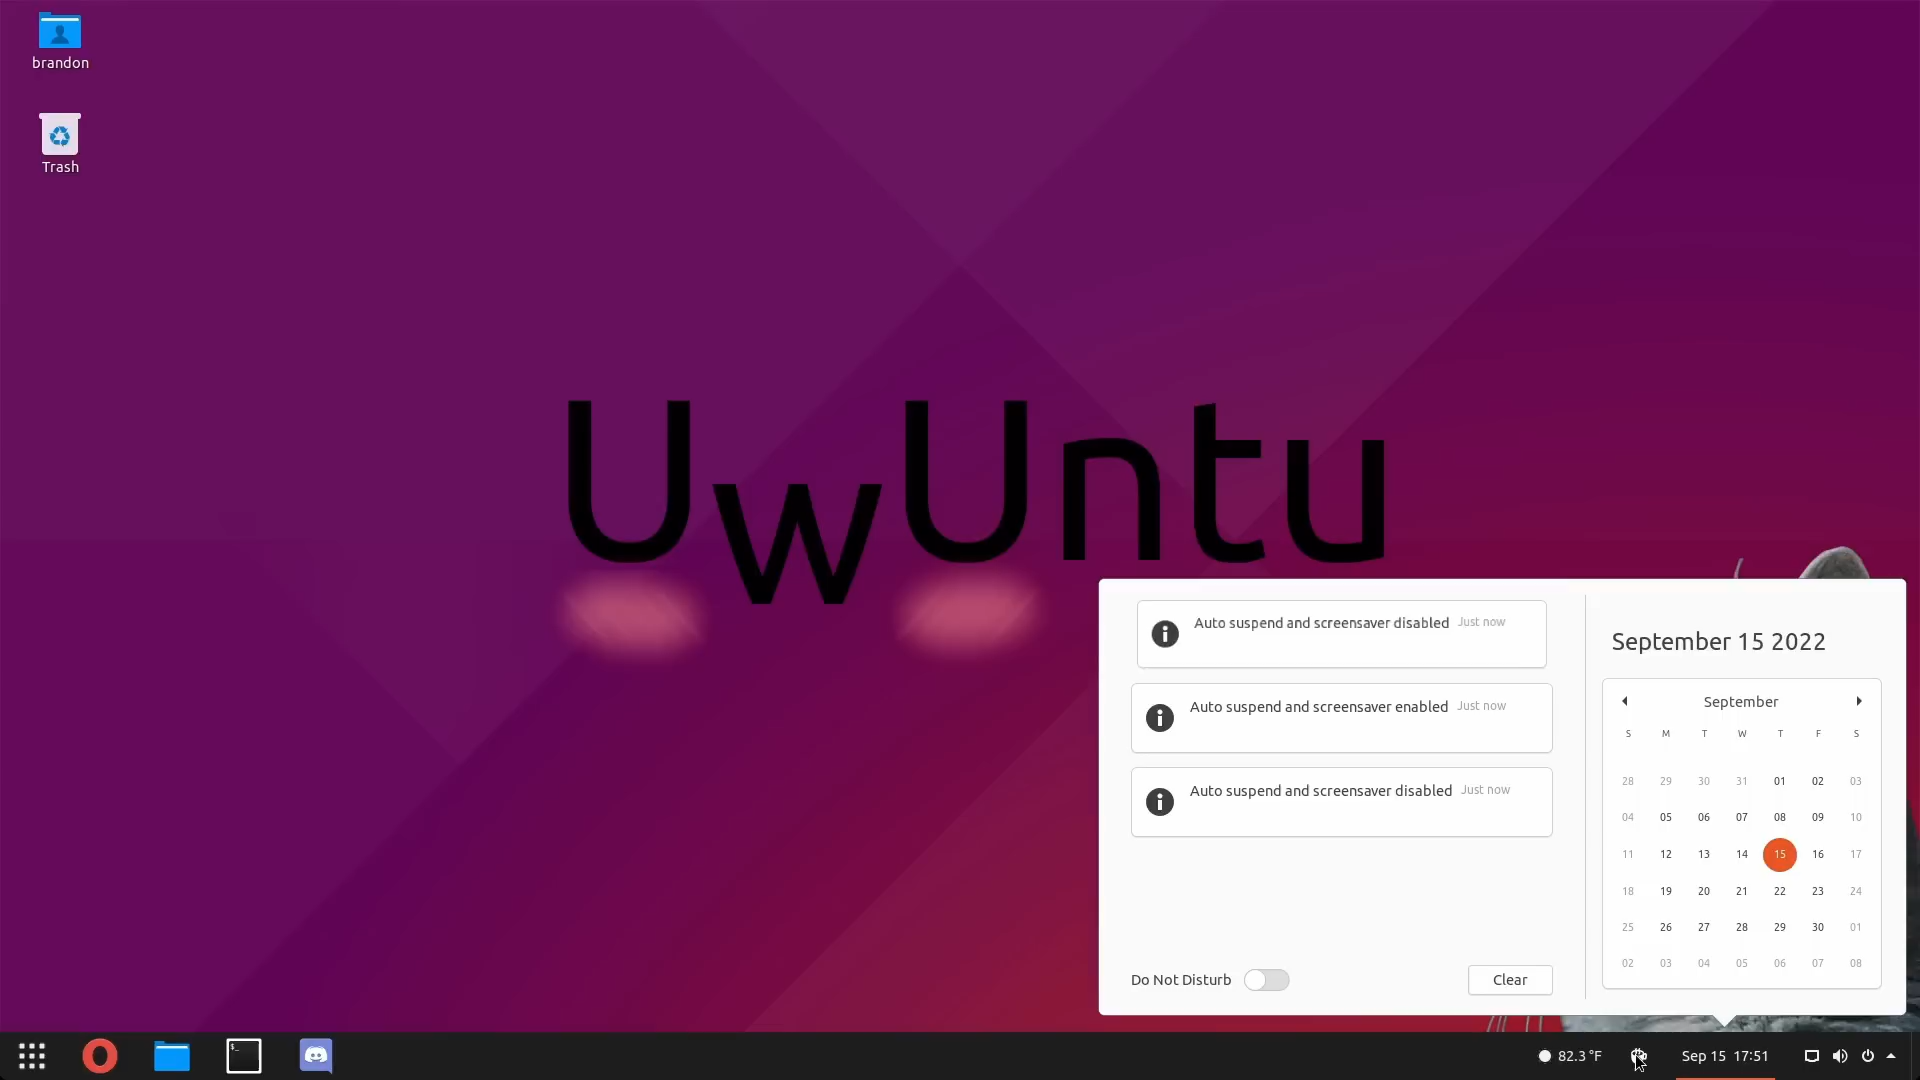 brandon
Trash
UwUntu
Auto suspend and screensaver disabled Just now
Auto suspend and screensaver enabled Just now
Auto suspend and screensaver disabled Just now
Do Not Disturb
Clear
September 15 2022
September
S M T W T F S
28 29 30 31 01 02 03
04 05 06 07 08 09 10
11 12 13 14 15 16 17
18 19 20 21 22 23 24
25 26 27 28 29 30 01
02 03 04 05 06 07 08
$_
82.3 °F
Sep 15 17:51